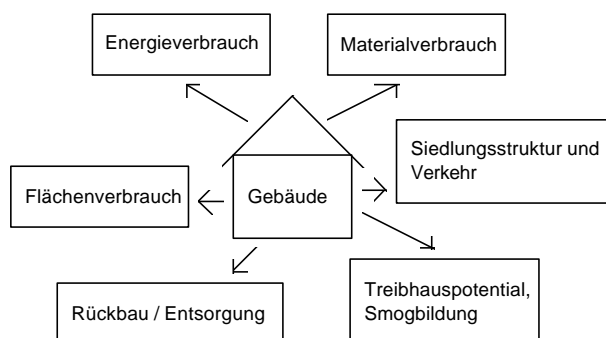 Energieverbrauch
Materialverbrauch
Siedlungsstruktur und
Verkehr
Flächenverbrauch
Gebäude
Rückbau / Entsorgung
Treibhauspotential,
Smogbildung